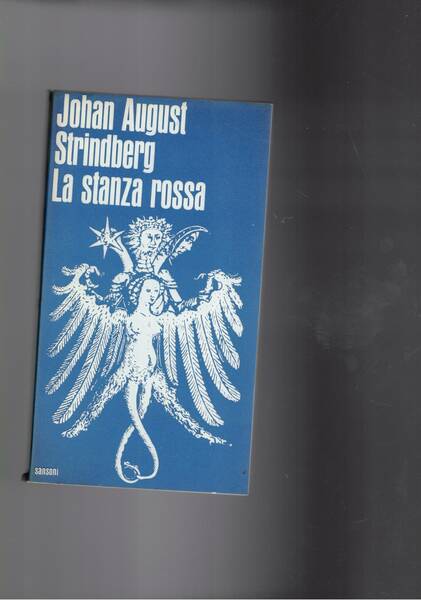 Johan August
Strindberg
La stanza rossa
sansoni